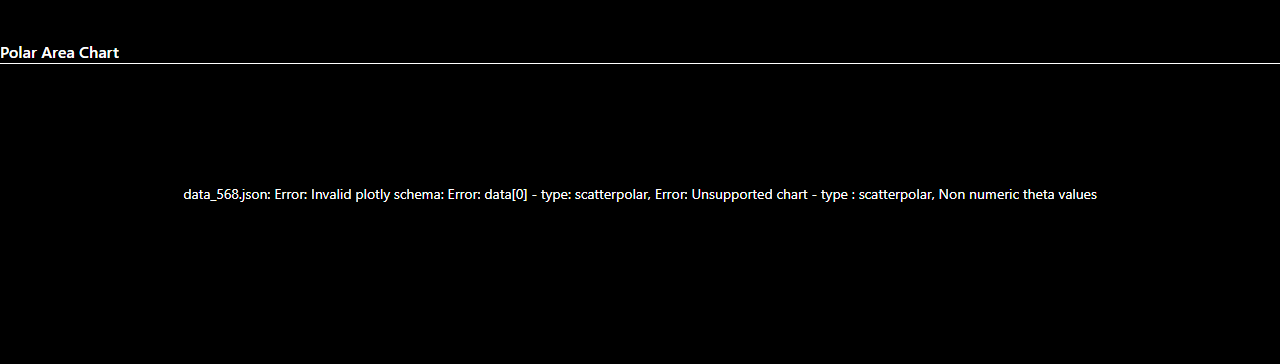 Polar Area Chart
data_568.json: Error: Invalid plotly schema: Error: data[0] - type: scatterpolar, Error: Unsupported chart - type : scatterpolar, Non numeric theta values